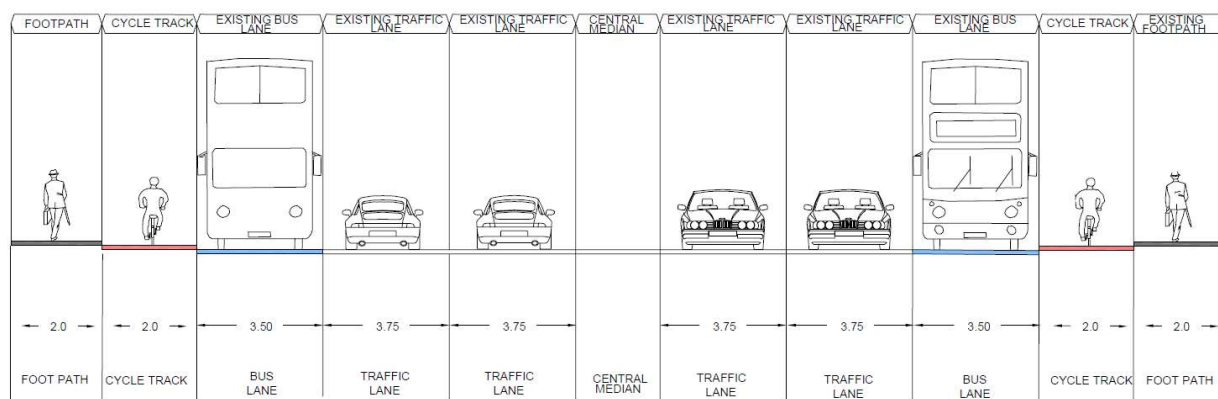 FOOTPATH
CYCLE TRACK
EXISTING BUS
LANE
EXISTING TRAFFIC
LANE
EXISTING TRAFFIC
LANE
CENTRAL
MEDIAN
EXISTING TRAFFIC
LANE
EXISTING TRAFFIC
LANE
EXISTING BUS
LANE
CYCLE TRACK
EXISTING
FOOTPATH
2.0
2.0
3.50
3.75
3.75
3.75
3.75
3.50
2.0
2.0
FOOT PATH
CYCLE TRACK
BUS
LANE
TRAFFIC
LANE
TRAFFIC
LANE
CENTRAL
MEDIAN
TRAFFIC
LANE
TRAFFIC
LANE
BUS
LANE
CYCLE TRACK
FOOT PATH